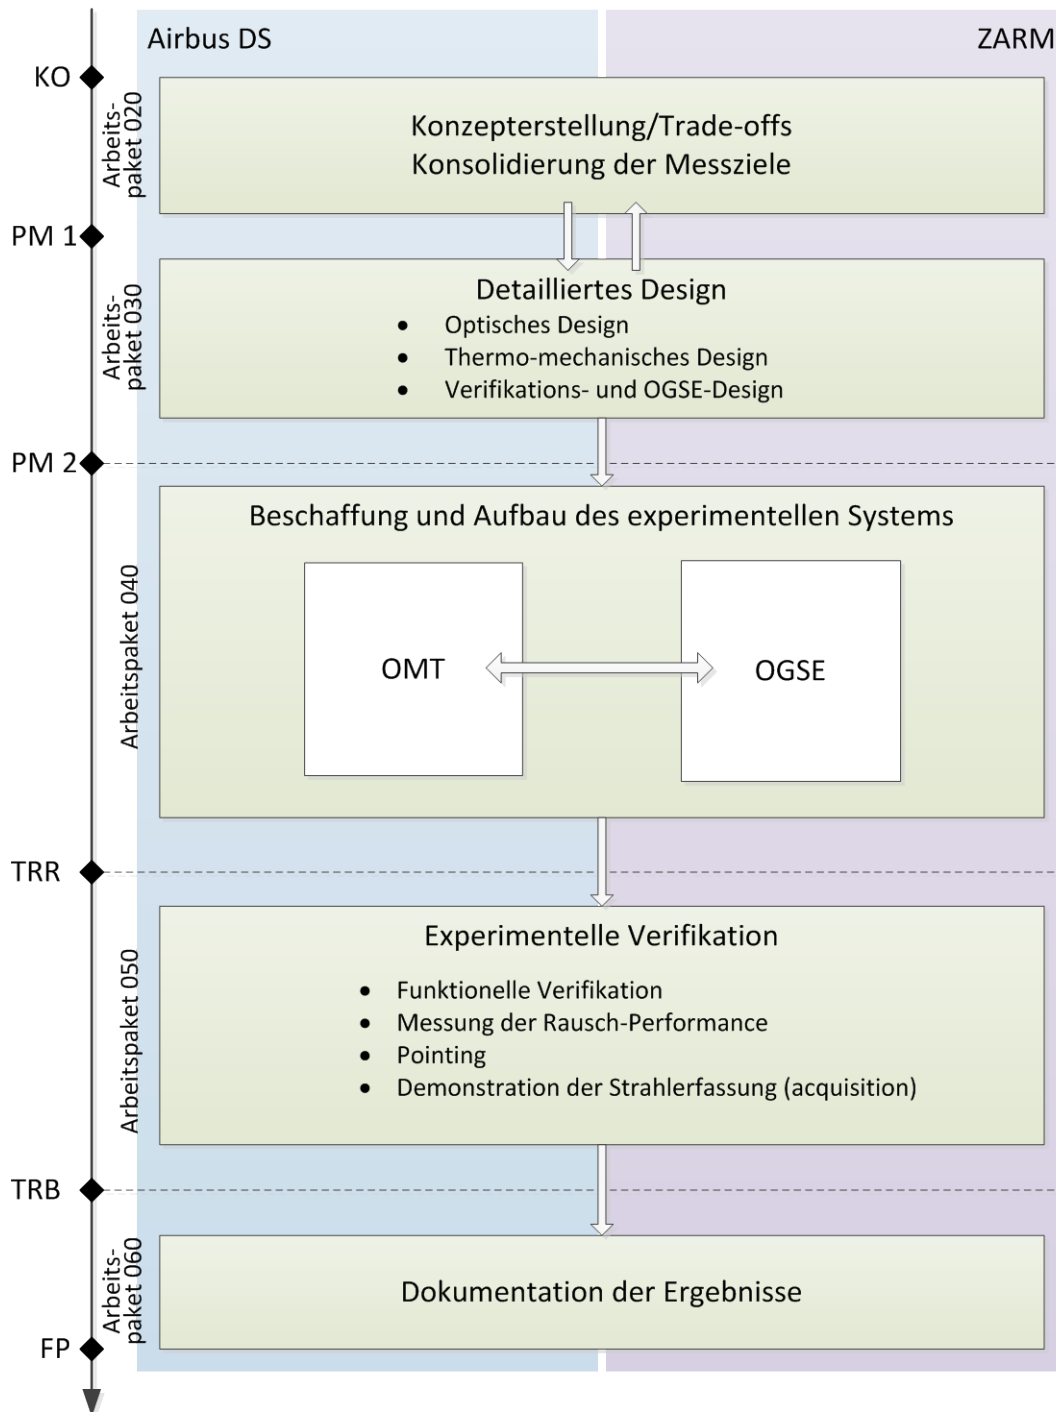 Airbus DS
ZARM
KO
Arbeits-
paket 020
Konzepterstellung/Trade-offs
Konsolidierung der Messziele
PM 1
Arbeits-
paket 030
Detailliertes Design
• Optisches Design
• Thermo-mechanisches Design
• Verifikations- und OGSE-Design
PM 2
Arbeitspaket 040
Beschaffung und Aufbau des experimentellen Systems
OMT
OGSE
TRR
Arbeitspaket 050
Experimentelle Verifikation
• Funktionelle Verifikation
• Messung der Rausch-Performance
• Pointing
• Demonstration der Strahlerfassung (acquisition)
TRB
Arbeits-
paket 060
Dokumentation der Ergebnisse
FP